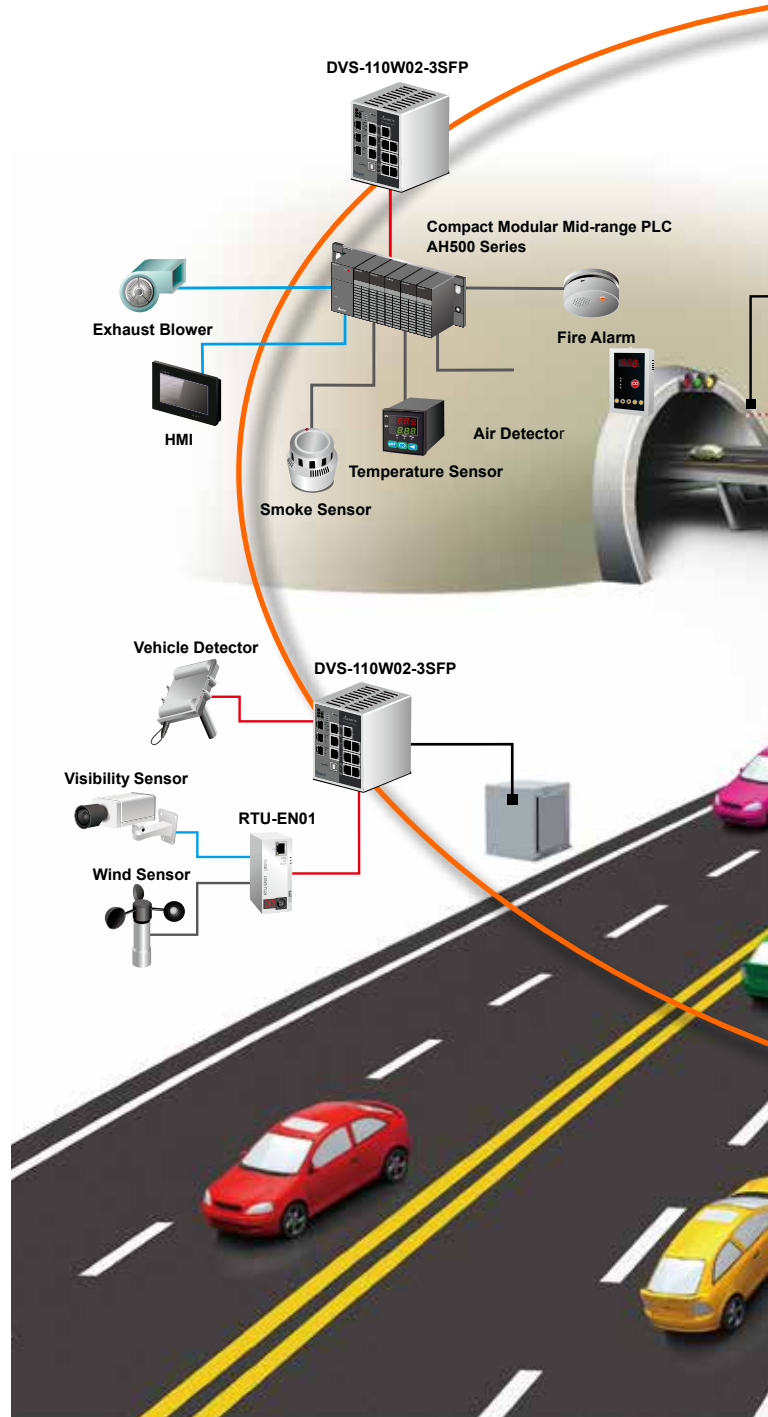 DVS-110W02-3SFP
Compact Modular Mid-range PLC
AH500 Series
Exhaust Blower
Fire Alarm
HMI
Air Detector
Temperature Sensor
Smoke Sensor
Vehicle Detector
DVS-110W02-3SFP
Visibility Sensor
RTU-EN01
Wind Sensor